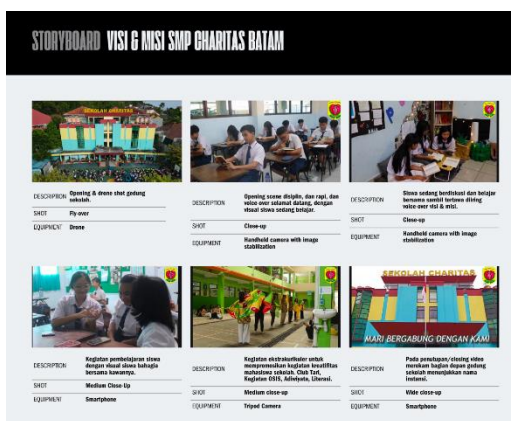 STORYBOARD VISI & MISI SMP CHARITAS BATAM
SEKOLAH CHARITAS
DESCRIPTION Opening & drone shot gedung
sekolah.
SHOT Fly over
EQUIPMENT Drone
DESCRIPTION Opening scene disiplin, dan rapi, dan
voice over selamat datang, dengan
visual siswa sedang belajar.
SHOT Close-up
EQUIPMENT Handheld camera with image
stabilization
DESCRIPTION Siswa sedang berdiskusi dan belajar
bersama sambil tertawa diiring
voice over visi & misi.
SHOT Close-up
EQUIPMENT Handheld camera with image
stabilization
DESCRIPTION Kegiatan pembelajaran siswa
dengan visual siswa bahagia
bersama kawannya.
SHOT Medium Close-Up
EQUIPMENT Smartphone
DESCRIPTION Kegiatan ekstrakurikuler untuk
mempromosikan kegiatan kreatifitas
mahasiswa sekolah. Club Tari,
Kegiatan OSIS, Adiwiyata, Literasi.
SHOT Medium close-up
EQUIPMENT Tripod Camera
SEKOLAH CHARITAS
MARI BERGABUNG DENGAN KAMI
DESCRIPTION Pada penutupan/closing video
merekam bagian depan gedung
sekolah menunjukkan nama
instansi.
SHOT Wide close-up
EQUIPMENT Smartphone